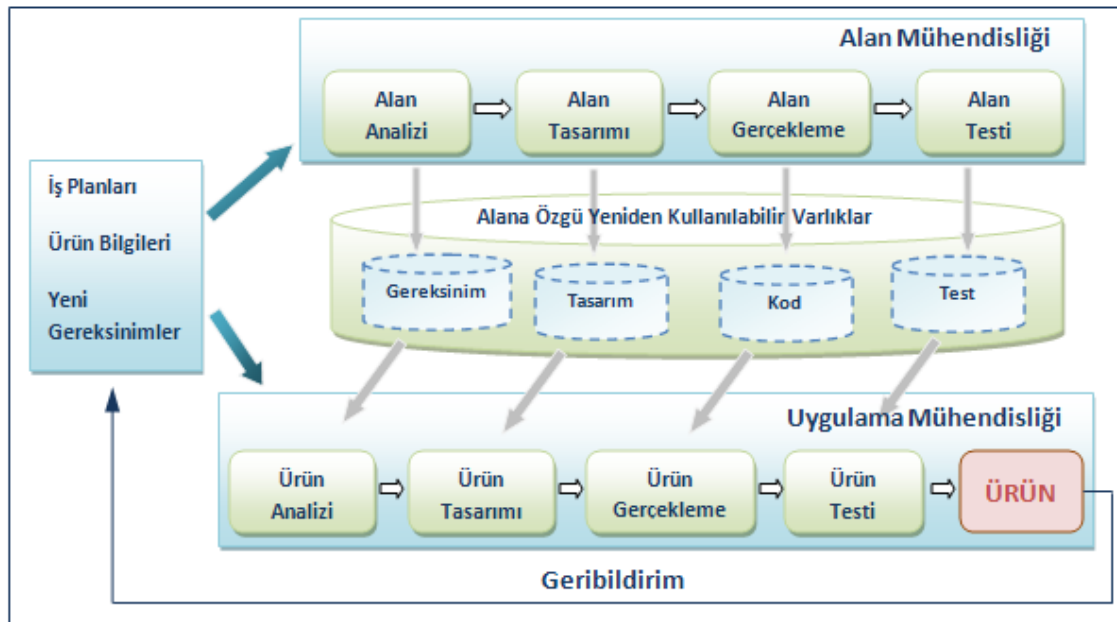 Alan Mühendisliği
Alan
Analizi
Alan
Tasarımı
Alan
Gerçekleme
Alan
Testi
İş Planları
Ürün Bilgileri
Yeni
Gereksinimler
Alana Özgü Yeniden Kullanılabilir Varlıklar
Gereksinim
Tasarım
Kod
Test
Uygulama Mühendisliği
Ürün
Analizi
Ürün
Tasarımı
Ürün
Gerçekleme
Ürün
Testi
ÜRÜN
Geribildirim